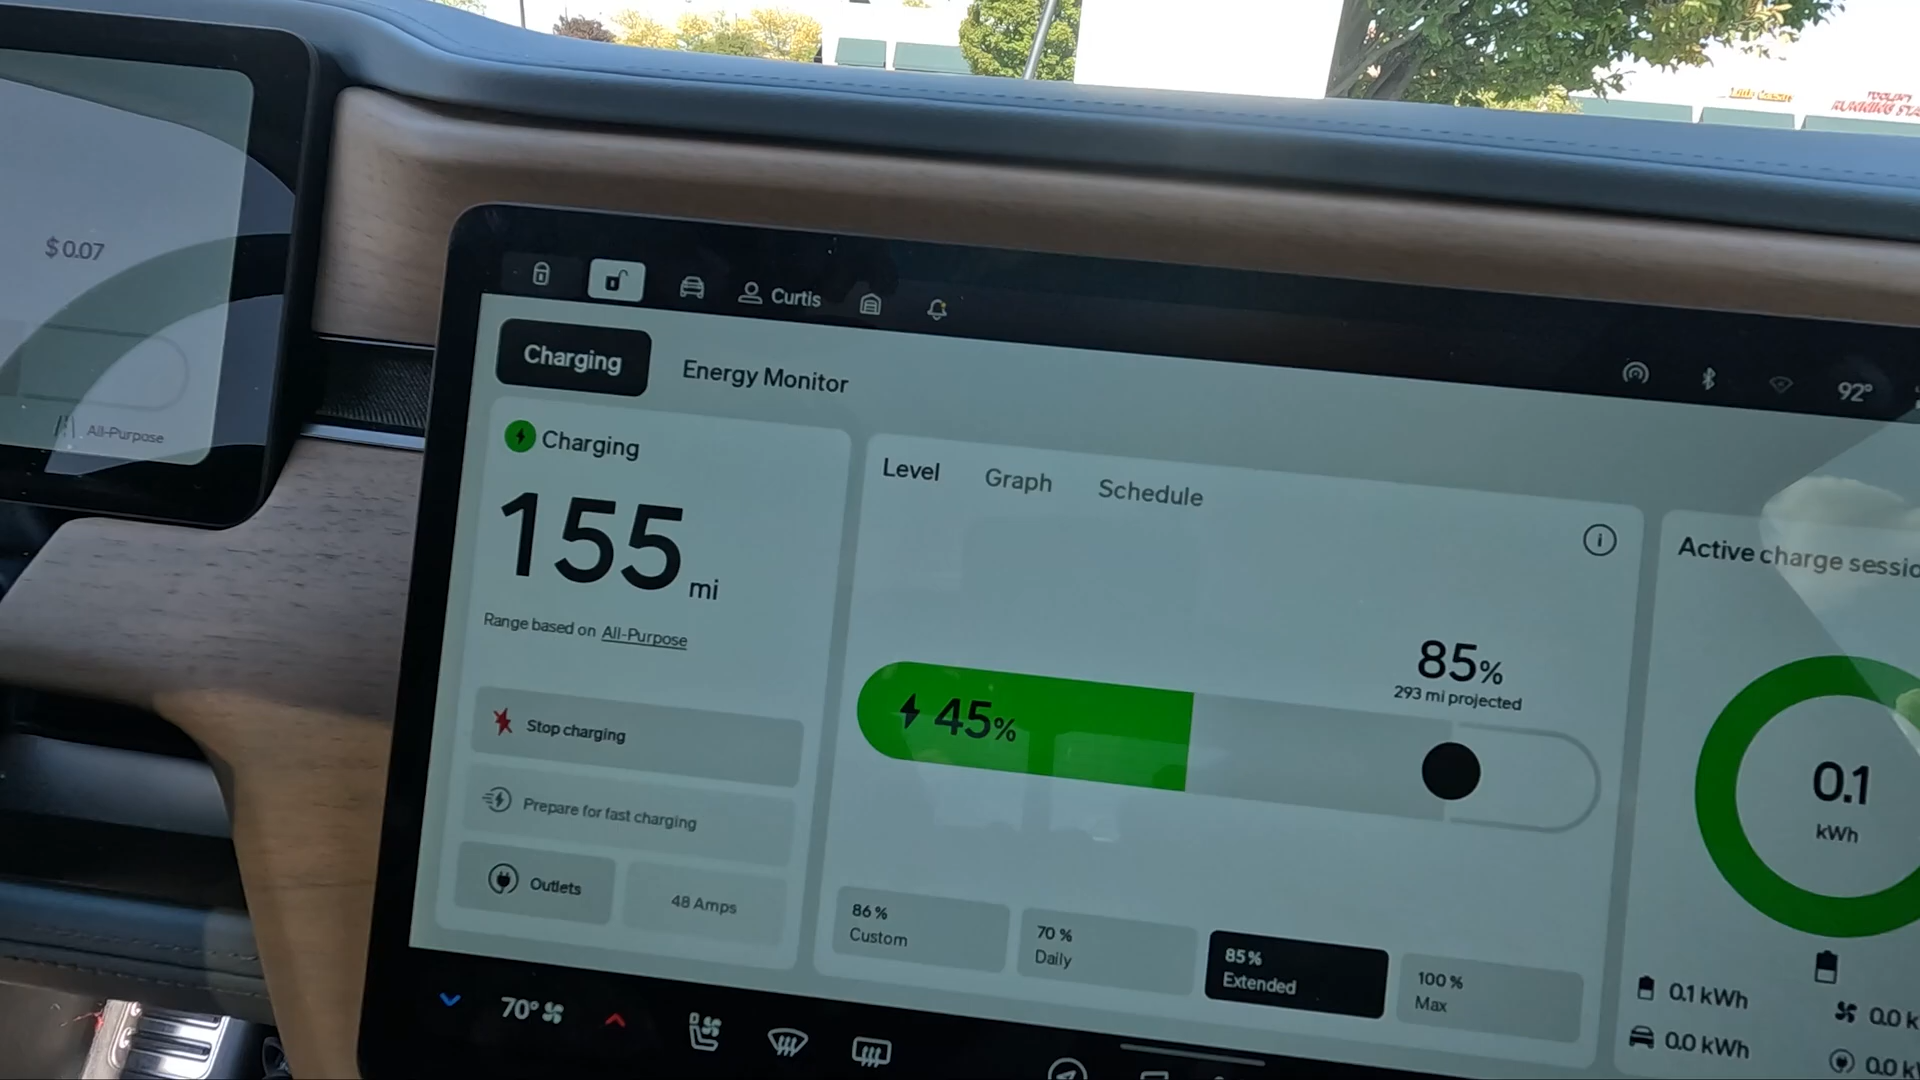 $0.07
All-Purpose
Curtis
92°
Charging
Energy Monitor
Charging
155 mi
Range based on All-Purpose
Stop charging
Prepare for fast charging
Outlets
48 Amps
Level
Graph
Schedule
85%
293 mi projected
45%
86 %
Custom
70 %
Daily
85%
Extended
100 %
Max
Active charge
0.1
kWh
0.1 kWh
0.0 kWh
0.0
0.0
70°